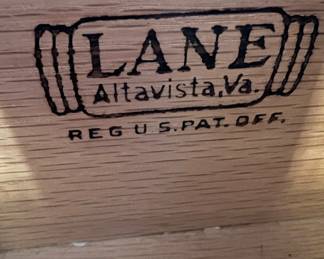 LANE
Altavista, Va.
REG U S. PAT. OFF.